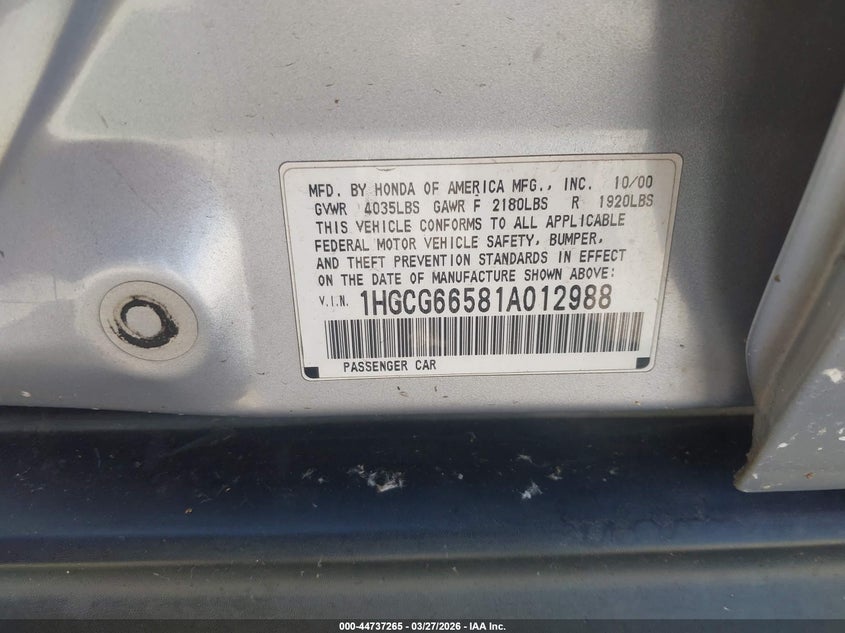 MFD. BY HONDA OF AMERICA MFG., INC. 10/00
GVWR 4035LBS GAWR F 2180LBS R 1920LBS
THIS VEHICLE CONFORMS TO ALL APPLICABLE
FEDERAL MOTOR VEHICLE SAFETY, BUMPER,
AND THEFT PREVENTION STANDARDS IN EFFECT
ON THE DATE OF MANUFACTURE SHOWN ABOVE:
V.I.N. 1HGCG66581A012988
PASSENGER CAR
000-44737265 - 03/27/2026 - IAA Inc.